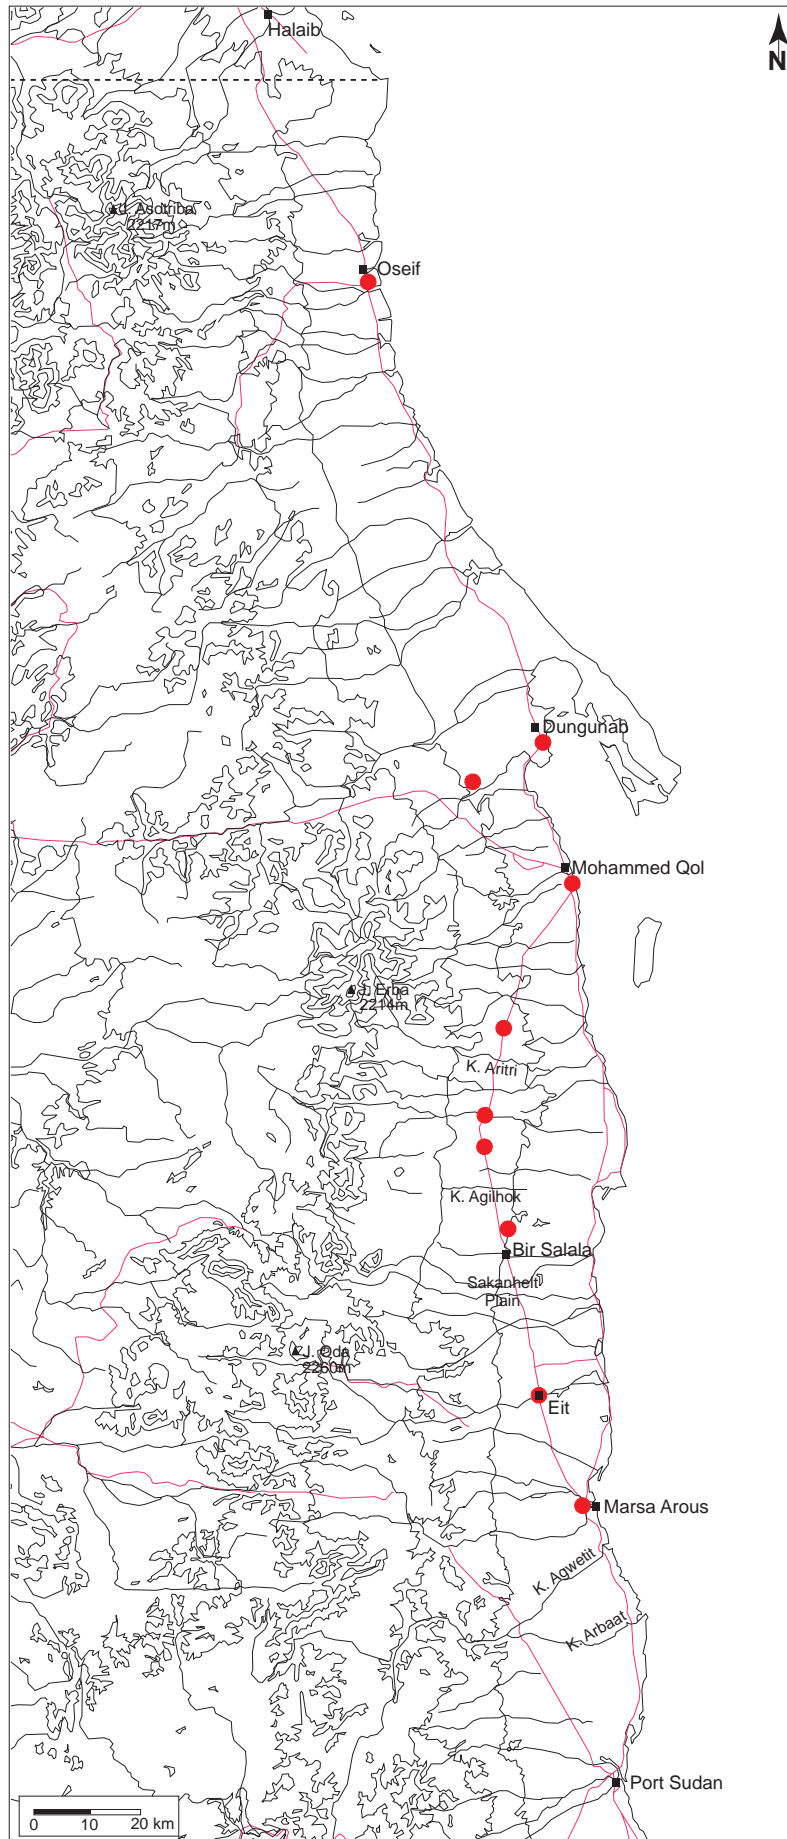 Halaib
N
J. Asotriba
2217m
Oseif
Dungunab
Mohammed Qol
J. Erba
2214m
K. Aritri
K. Agilhok
Bir Salala
Sakanhelt
Plain
J. Oda
2260m
Eit
Marsa Arous
K. Agwetit
K. Arbaat
Port Sudan
0 10 20 km